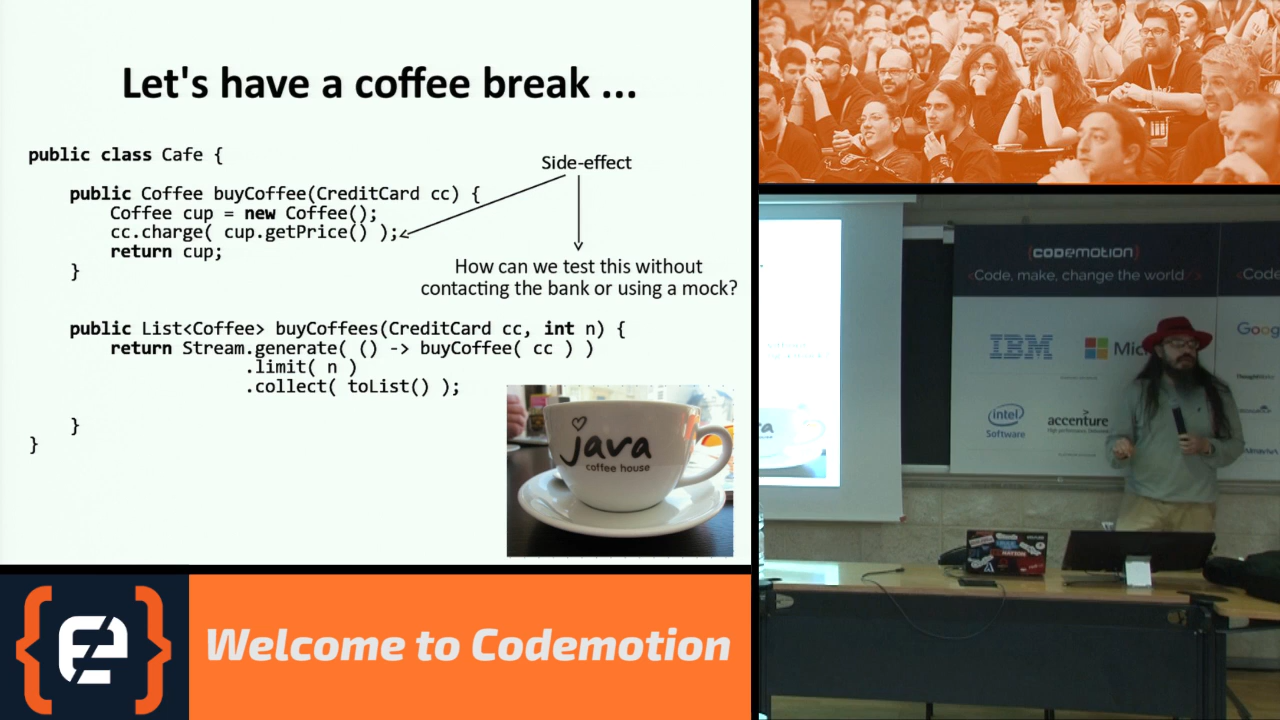 Let's have a coffee break ...
public class Cafe {
public Coffee buyCoffee(CreditCard cc) {
Coffee cup = new Coffee();
cc.charge( cup.getPrice() );
return cup;
}
Side-effect
How can we test this without
contacting the bank or using a mock?
public List<Coffee> buyCoffees(CreditCard cc, int n) {
return Stream.generate( () -> buyCoffee( cc ) )
.limit( n )
.collect( toList() );
}
}
java
coffee house
Welcome to Codemotion
{CODEMOTION}
<Code, make, change the world >
<Code
IBM
Mic
Goog
intel
Software
accenture